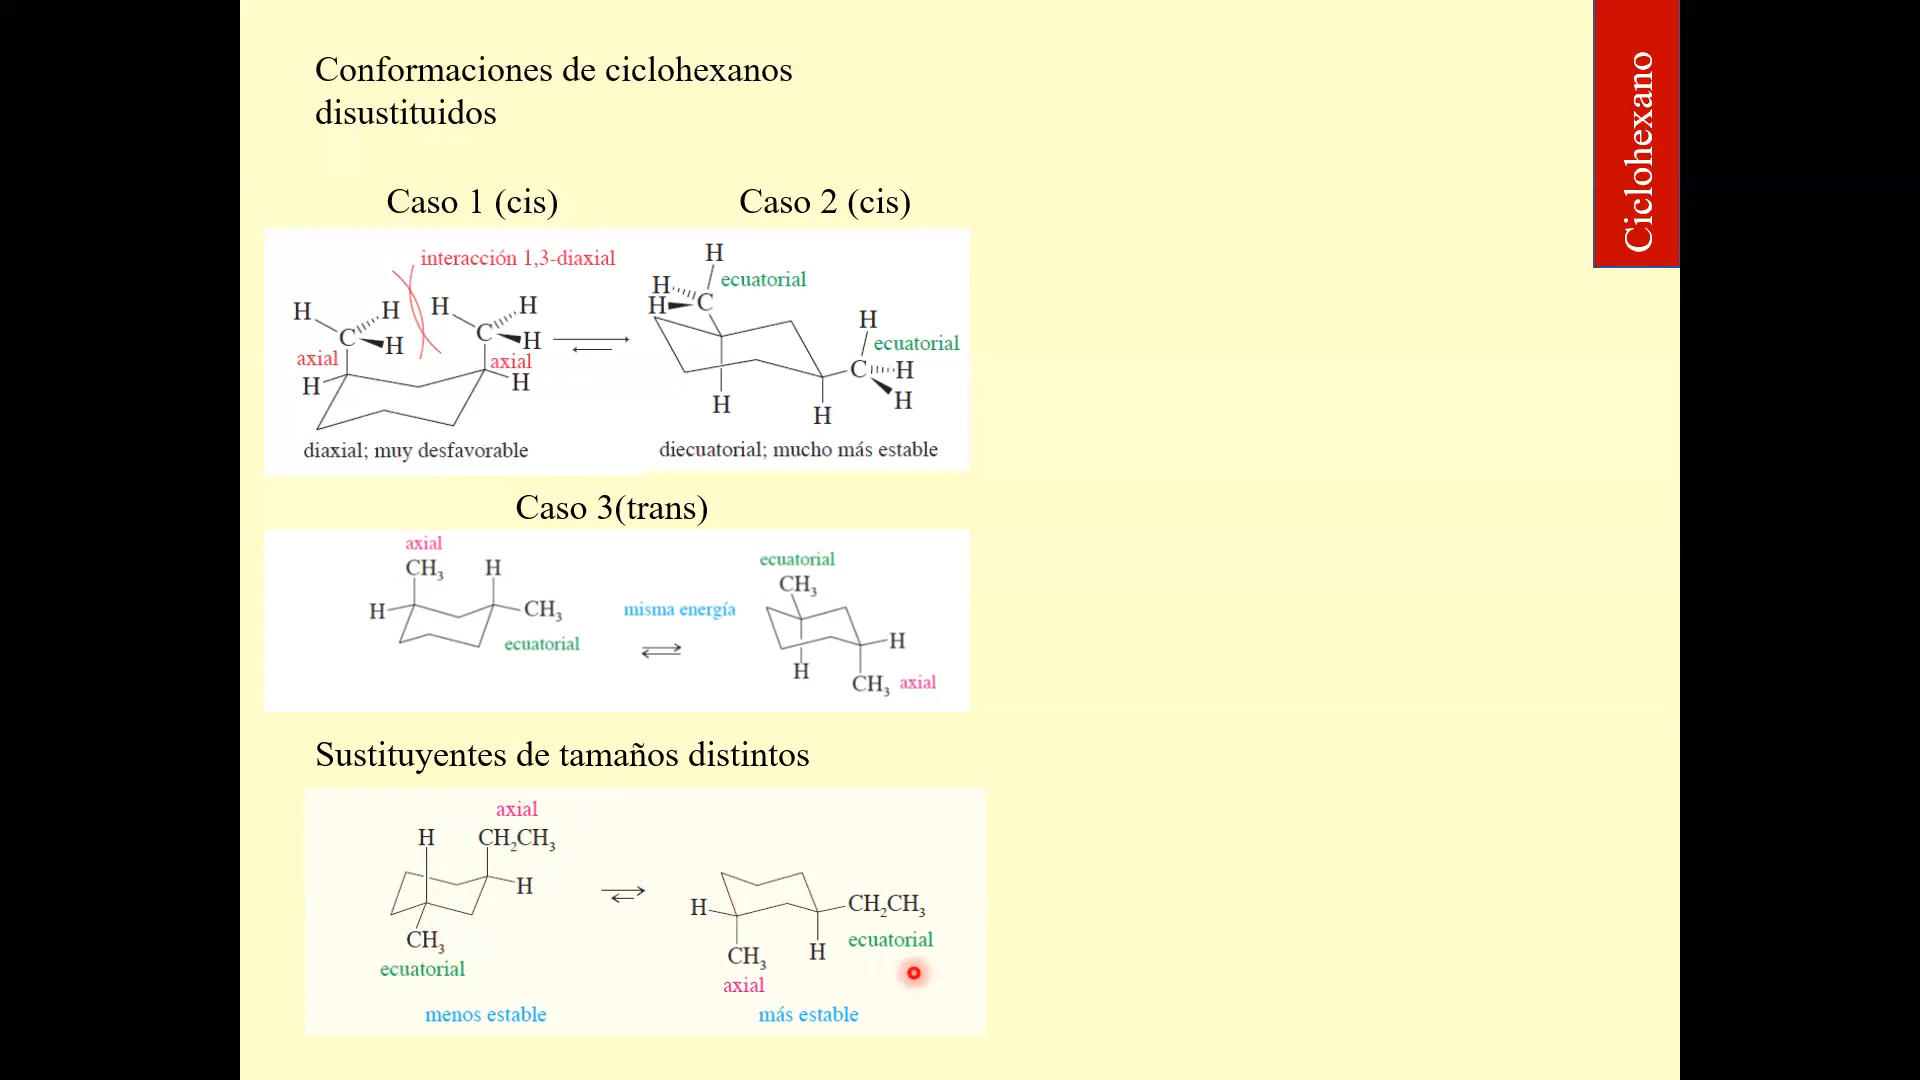 Conformaciones de ciclohexanos
disustituidos
Ciclohexano
Caso 1 (cis)
Caso 2 (cis)
interacción 1,3-diaxial
H
H
H
H
C
H
C
H
axial
axial
H
H
diaxial; muy desfavorable
H
ecuatorial
H
H
C
H
ecuatorial
C
H
H
H
H
diecuatorial; mucho más estable
Caso 3(trans)
axial
CH₃
H
H
CH₃
ecuatorial
misma energía
ecuatorial
CH₃
H
H
CH₃ axial
Sustituyentes de tamaños distintos
axial
H
CH₂CH₃
H
CH₃
ecuatorial
menos estable
H
CH₂CH₃
ecuatorial
CH₃
H
axial
más estable